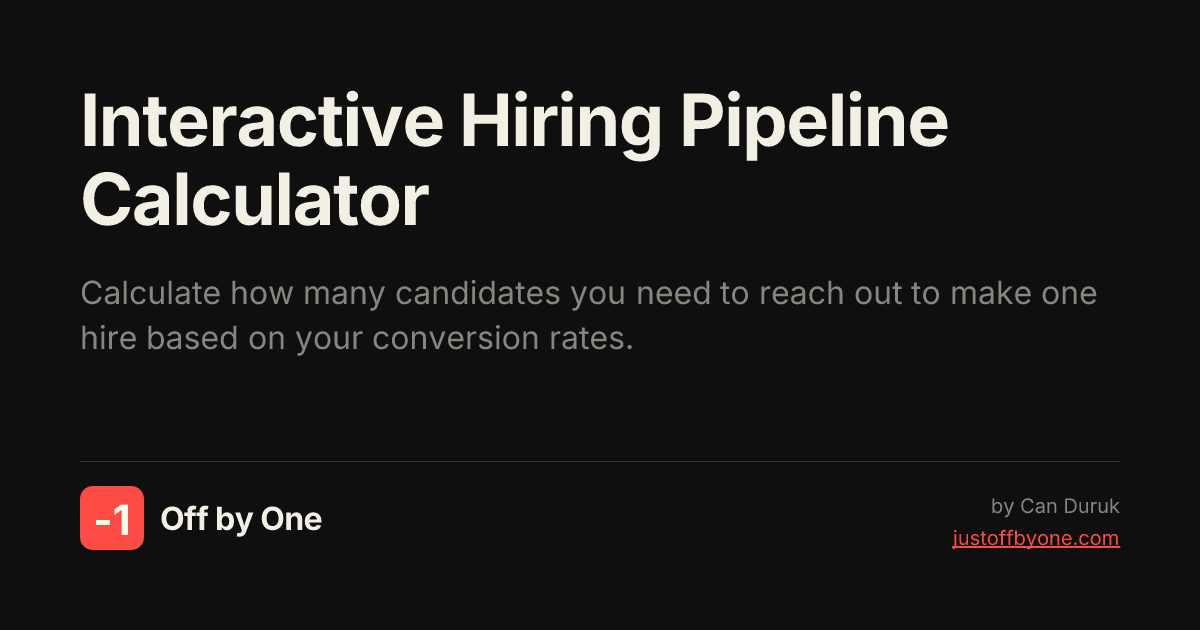 Interactive Hiring Pipeline
Calculator
Calculate how many candidates you need to reach out to make one
hire based on your conversion rates.
-1
Off by One
by Can Duruk
justoffbyone.com